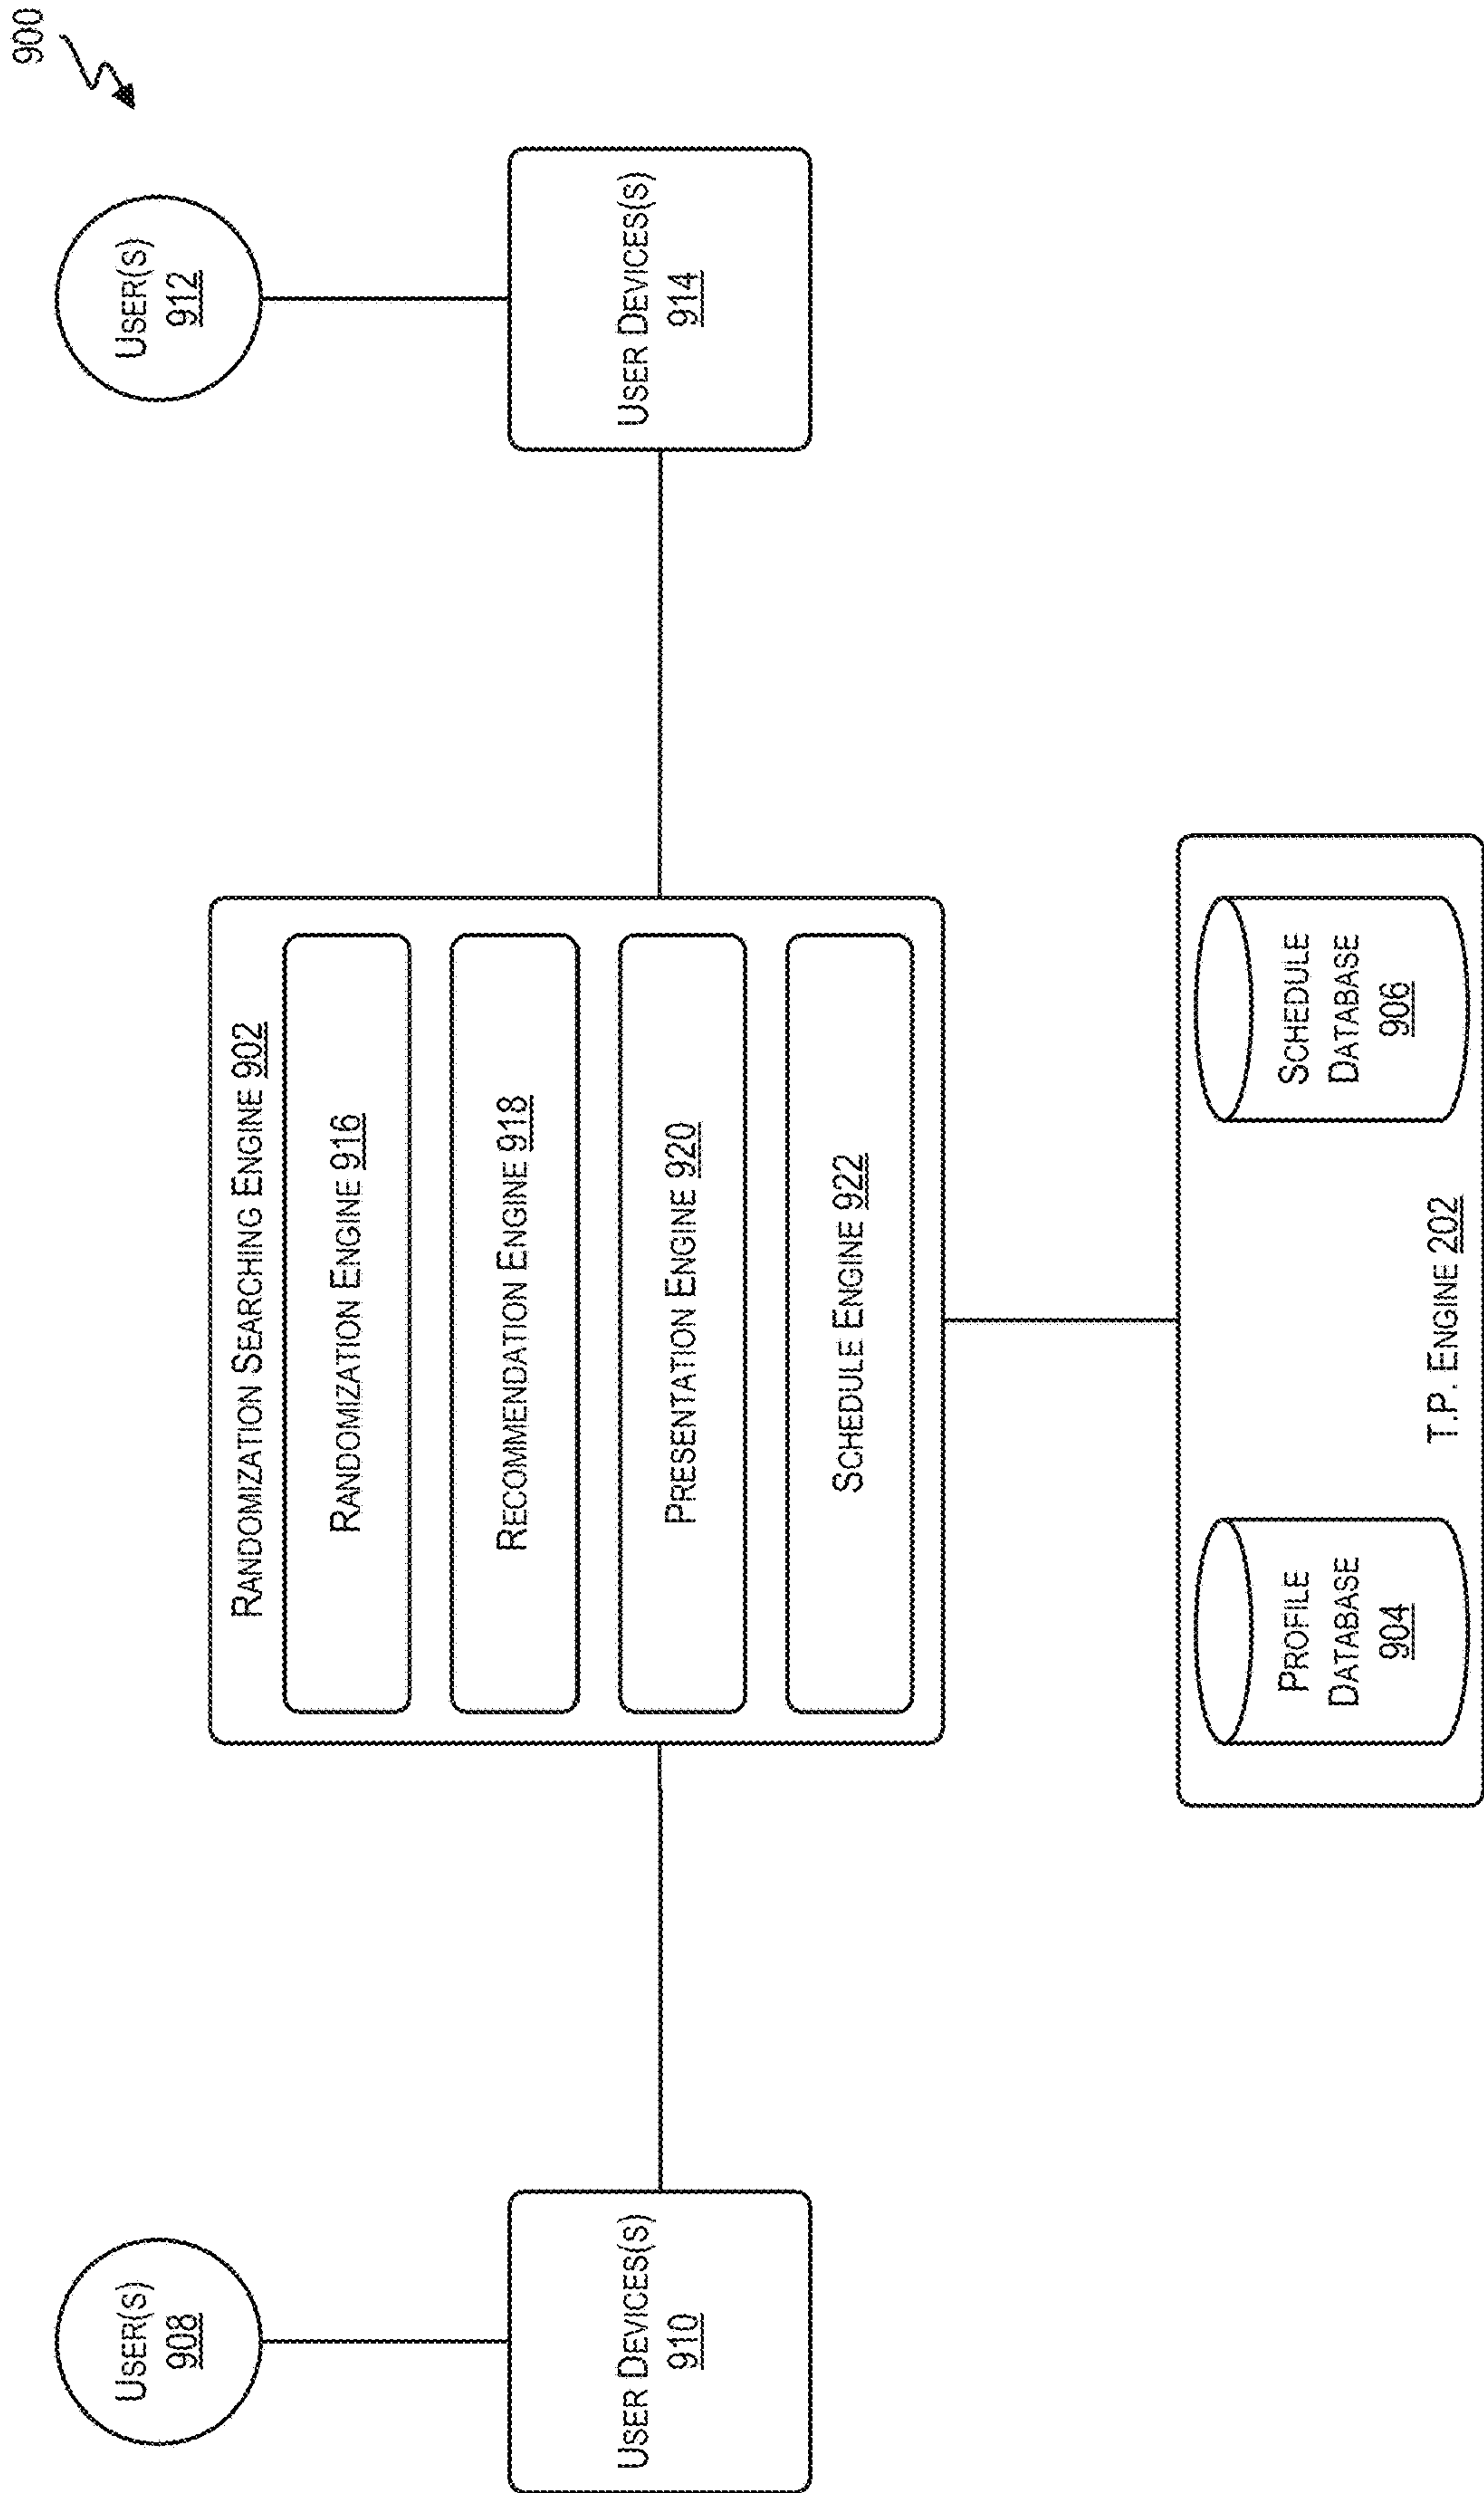 900
USER(S)
908
USER DEVICES(S)
910
RANDOMIZATION SEARCHING ENGINE 902
RANDOMIZATION ENGINE 916
RECOMMENDATION ENGINE 918
PRESENTATION ENGINE 920
SCHEDULE ENGINE 922
USER(S)
912
USER DEVICES(S)
914
PROFILE
DATABASE
904
SCHEDULE
DATABASE
906
T.P. ENGINE 202